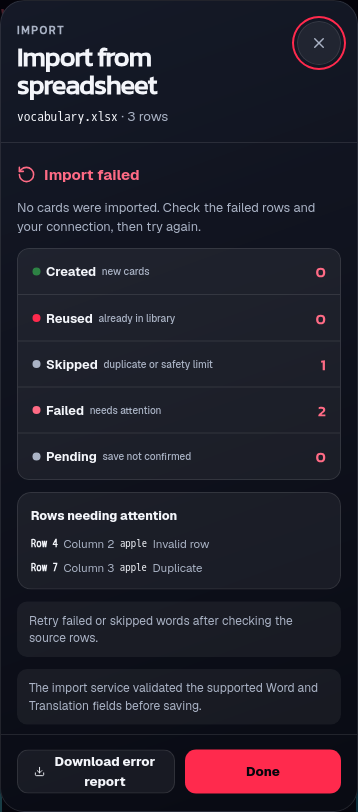 IMPORT
Import from
spreadsheet
vocabulary.xlsx · 3 rows
Import failed
No cards were imported. Check the failed rows and
your connection, then try again.
Created new cards 0
Reused already in library 0
Skipped duplicate or safety limit 1
Failed needs attention 2
Pending save not confirmed 0
Rows needing attention
Row 4 Column 2 apple Invalid row
Row 7 Column 3 apple Duplicate
Retry failed or skipped words after checking the
source rows.
The import service validated the supported Word and
Translation fields before saving.
Download error
report
Done